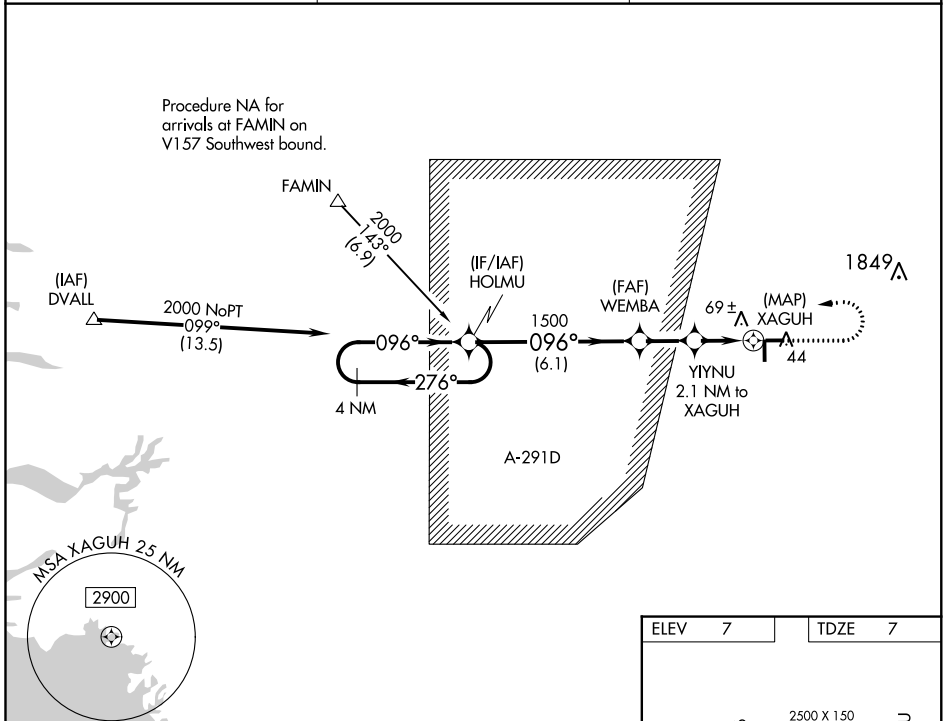 Procedure NA for
arrivals at FAMIN on
V157 Southwest bound.
FAMIN
2000
143°
(6.9)
(IAF)
DVALL
2000 NoPT
099°
(13.5)
(IF/IAF)
HOLMU
(FAF)
WEMBA
1849
69 ±
(MAP)
XAGUH
44
096°
1500
096°
(6.1)
276°
4 NM
YIYNU
2.1 NM to
XAGUH
A-291D
MSA XAGUH 25 NM
2900
ELEV 7
TDZE 7
2500 X 150